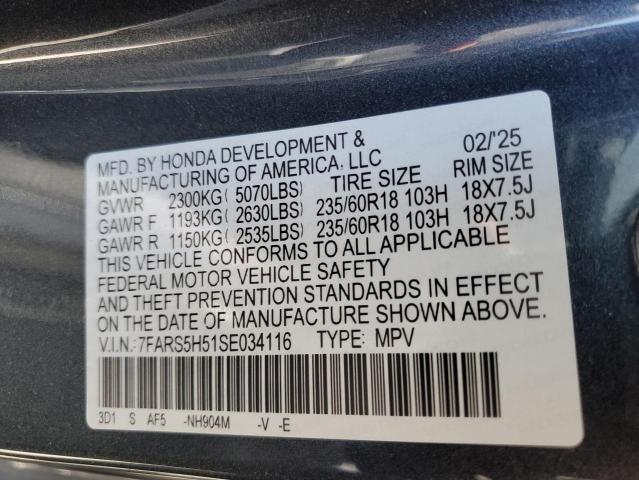 MFD. BY HONDA DEVELOPMENT & 02/'25
MANUFACTURING OF AMERICA, LLC
GVWR 2300KG( 5070LBS) TIRE SIZE RIM SIZE
GAWR F 1193KG( 2630LBS) 235/60R18 103H 18X7.5J
GAWR R 1150KG( 2535LBS) 235/60R18 103H 18X7.5J
THIS VEHICLE CONFORMS TO ALL APPLICABLE
FEDERAL MOTOR VEHICLE SAFETY
AND THEFT PREVENTION STANDARDS IN EFFECT
ON THE DATE OF MANUFACTURE SHOWN ABOVE.
V.I.N.:7FARS5H51SE034116 TYPE: MPV
3D1 S AF5 -NH904M -V -E